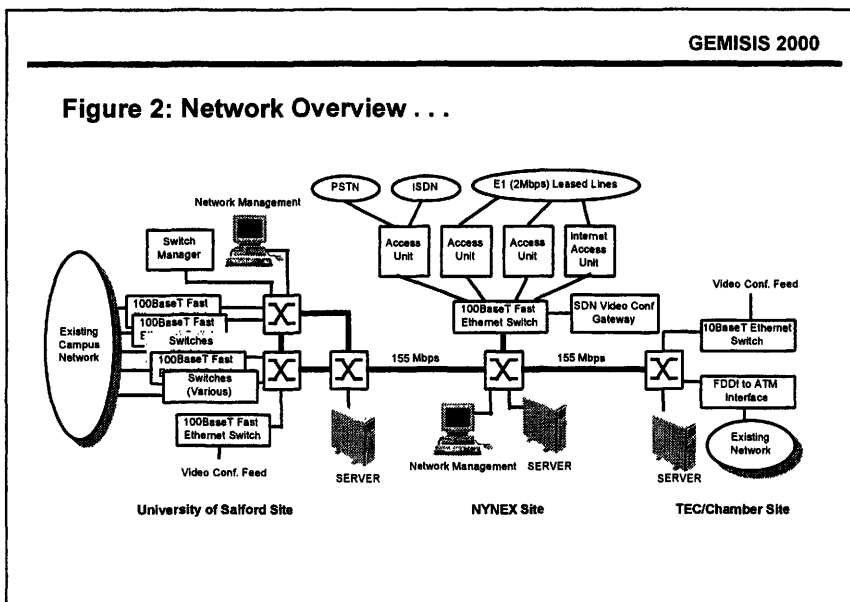 GEMISIS 2000
Figure 2: Network Overview . . .
PSTN
ISDN
E1 (2Mbps) Leased Lines
Network Management
Switch
Manager
Access
Unit
Access
Unit
Access
Unit
Internet
Access
Unit
Existing
Campus
Network
100BaseT Fast
100BaseT Fast
Switches
100BaseT Fast
Switches
(Various)
100BaseT Fast
Ethernet Switch
Video Conf. Feed
155 Mbps
SERVER
100BaseT Fast
Ethernet Switch
SDN Video Conf
Gateway
155 Mbps
Network Management
SERVER
Video Conf. Feed
10BaseT Ethernet
Switch
FDDI to ATM
Interface
Existing
Network
SERVER
University of Salford Site
NYNEX Site
TEC/Chamber Site